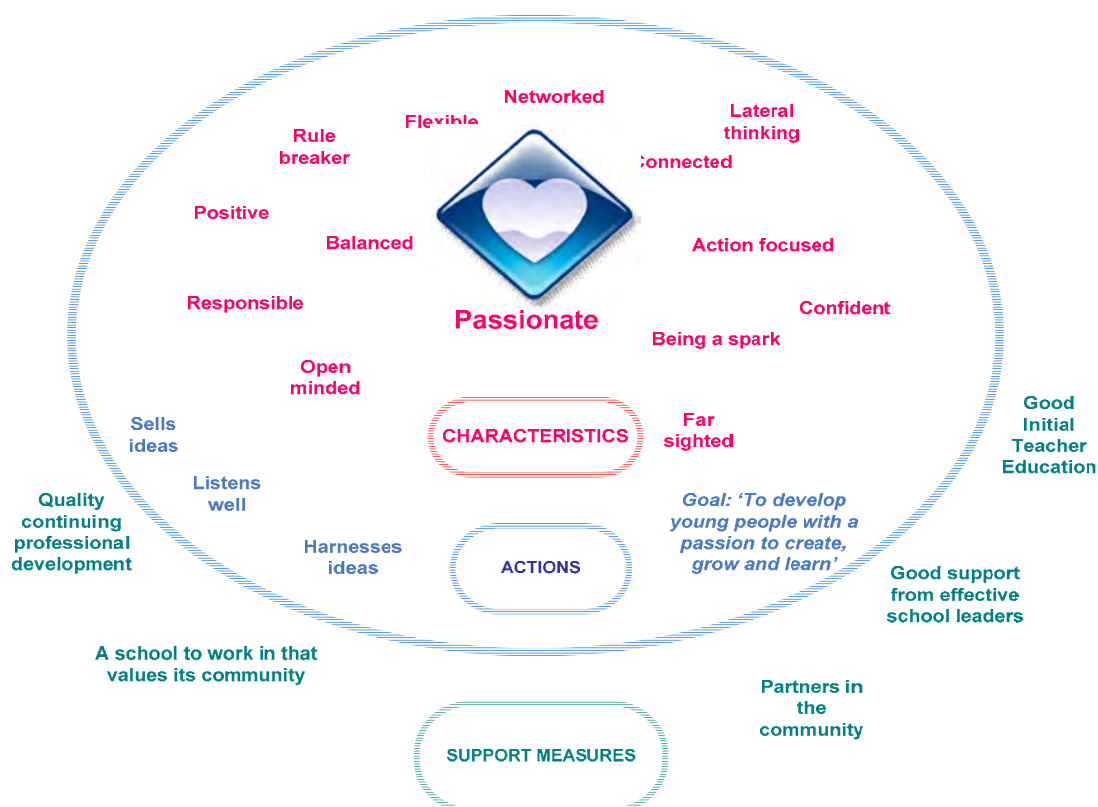 Networked
Flexible
Lateral
thinking
Rule
breaker
Connected
Positive
Balanced
Action focused
Responsible
Confident
Passionate
Being a spark
Open
minded
Sells
ideas
CHARACTERISTICS
Far
sighted
Good
Initial
Teacher
Education
Listens
well
Quality
continuing
professional
development
Goal: ‘To develop
young people with a
passion to create,
grow and learn’
Harnesses
ideas
ACTIONS
Good support
from effective
school leaders
A school to work in that
values its community
Partners in
the
community
SUPPORT MEASURES